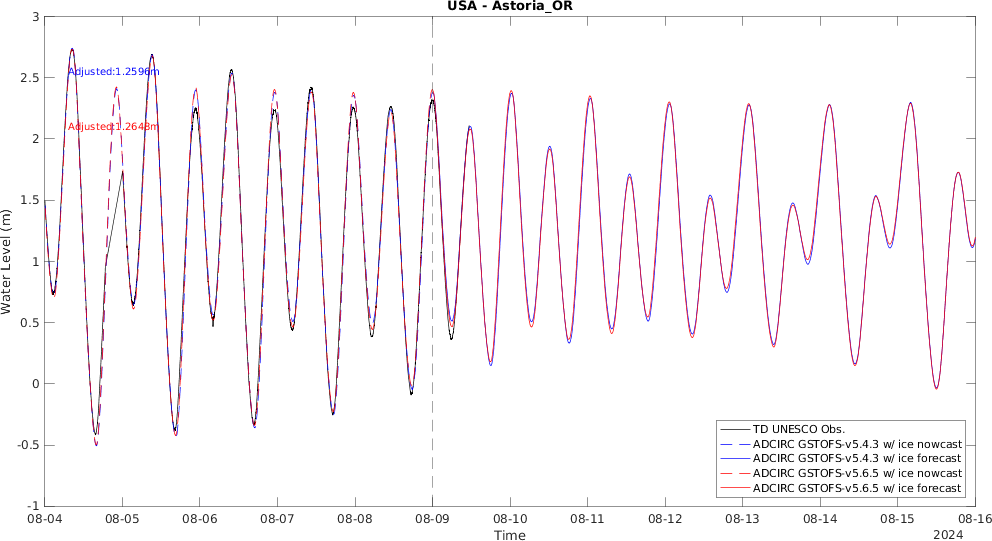 USA - Astoria_OR
Water Level (m)
3
2.5
2
1.5
1
0.5
0
-0.5
-1
Adjusted:1.2596m
Adjusted:1.2648m
TD UNESCO Obs.
ADCIRC GSTOFS-v5.4.3 w/ ice nowcast
ADCIRC GSTOFS-v5.4.3 w/ ice forecast
ADCIRC GSTOFS-v5.6.5 w/ ice nowcast
ADCIRC GSTOFS-v5.6.5 w/ ice forecast
08-04 08-05 08-06 08-07 08-08 08-09 08-10 08-11 08-12 08-13 08-14 08-15 08-16
Time
2024